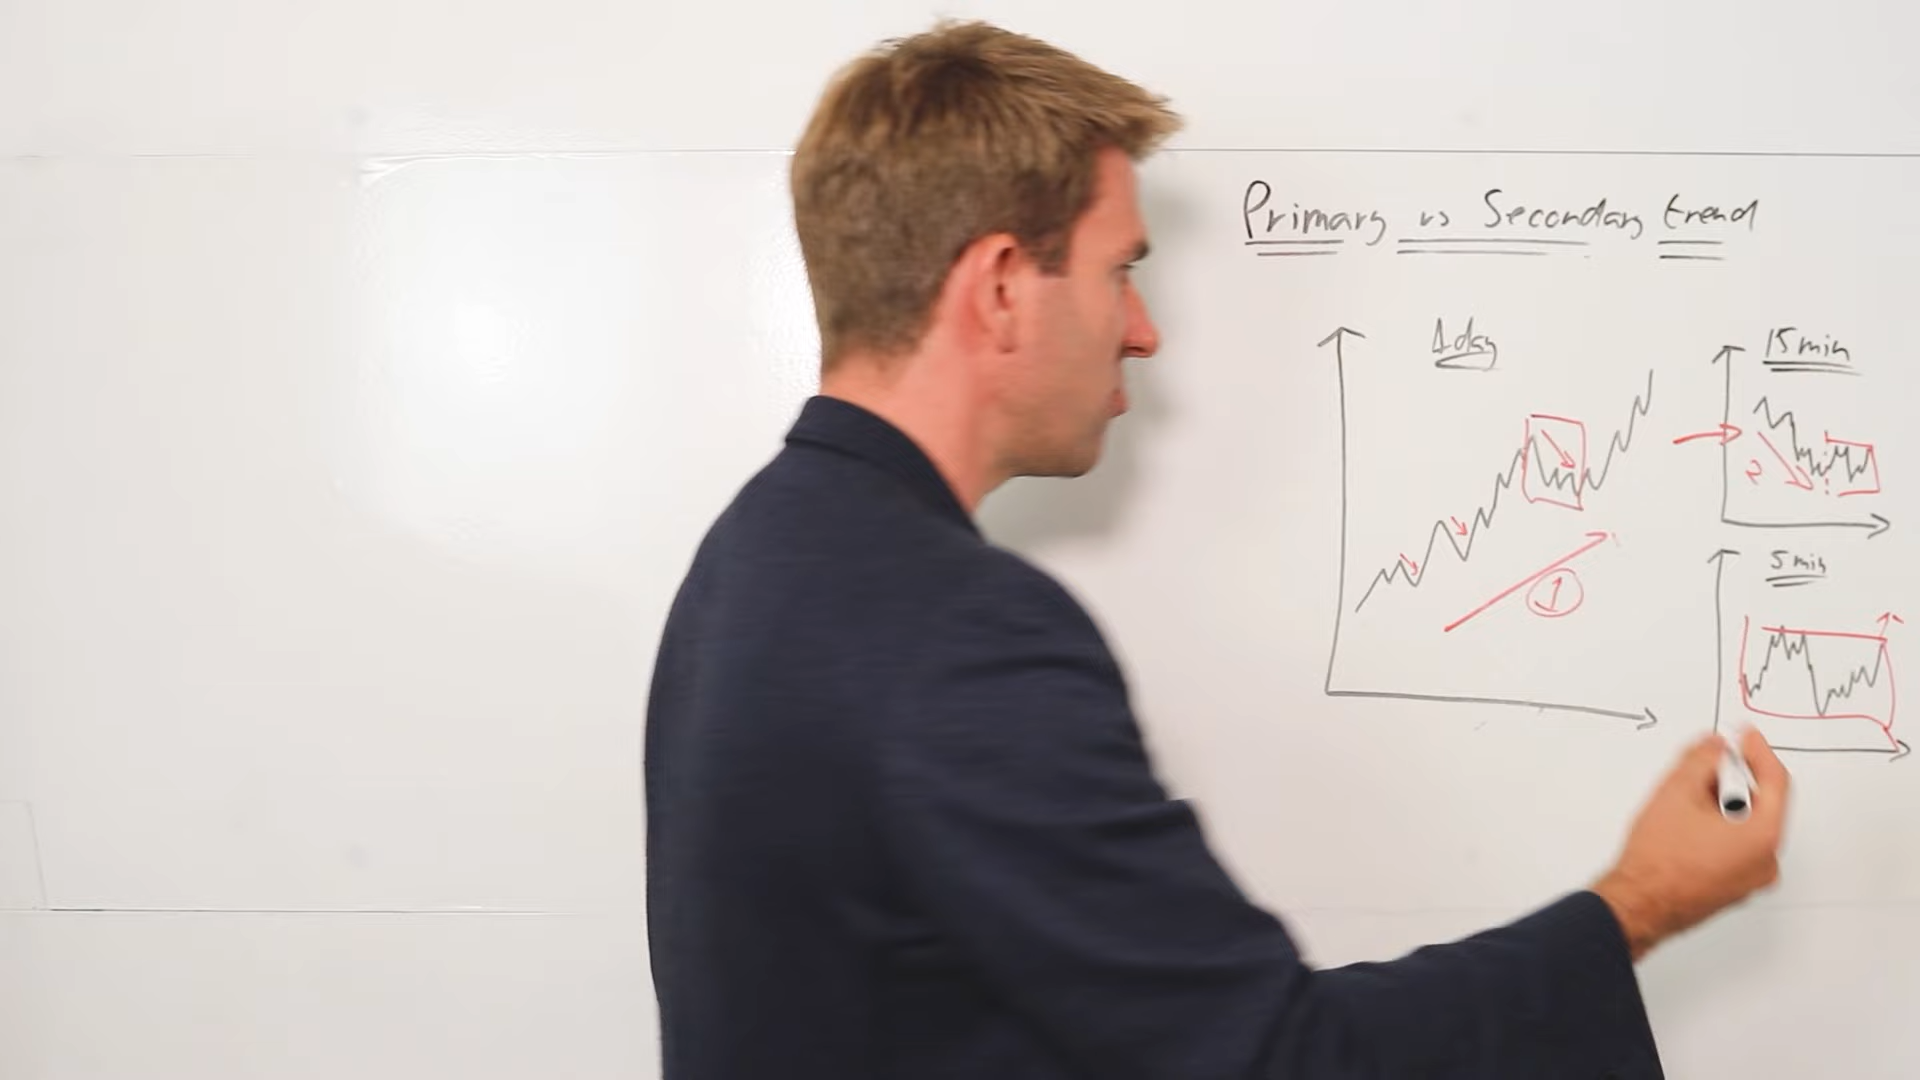 Primary vs Secondary trend
1 day
15 min
2
1
5 min